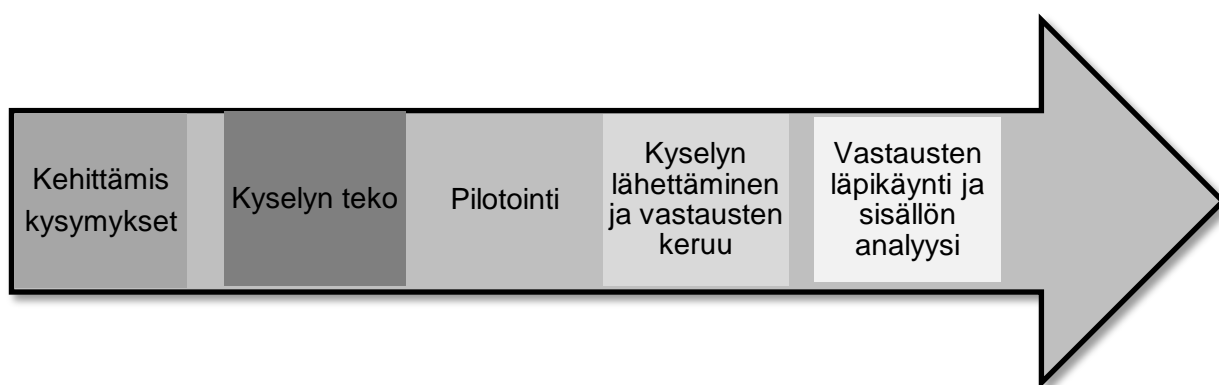 Kehittämis
kysymykset
Kyselyn teko
Pilotointi
Kyselyn
lähettäminen
ja vastausten
keruu
Vastausten
läpikäynti ja
sisällön
analyysi